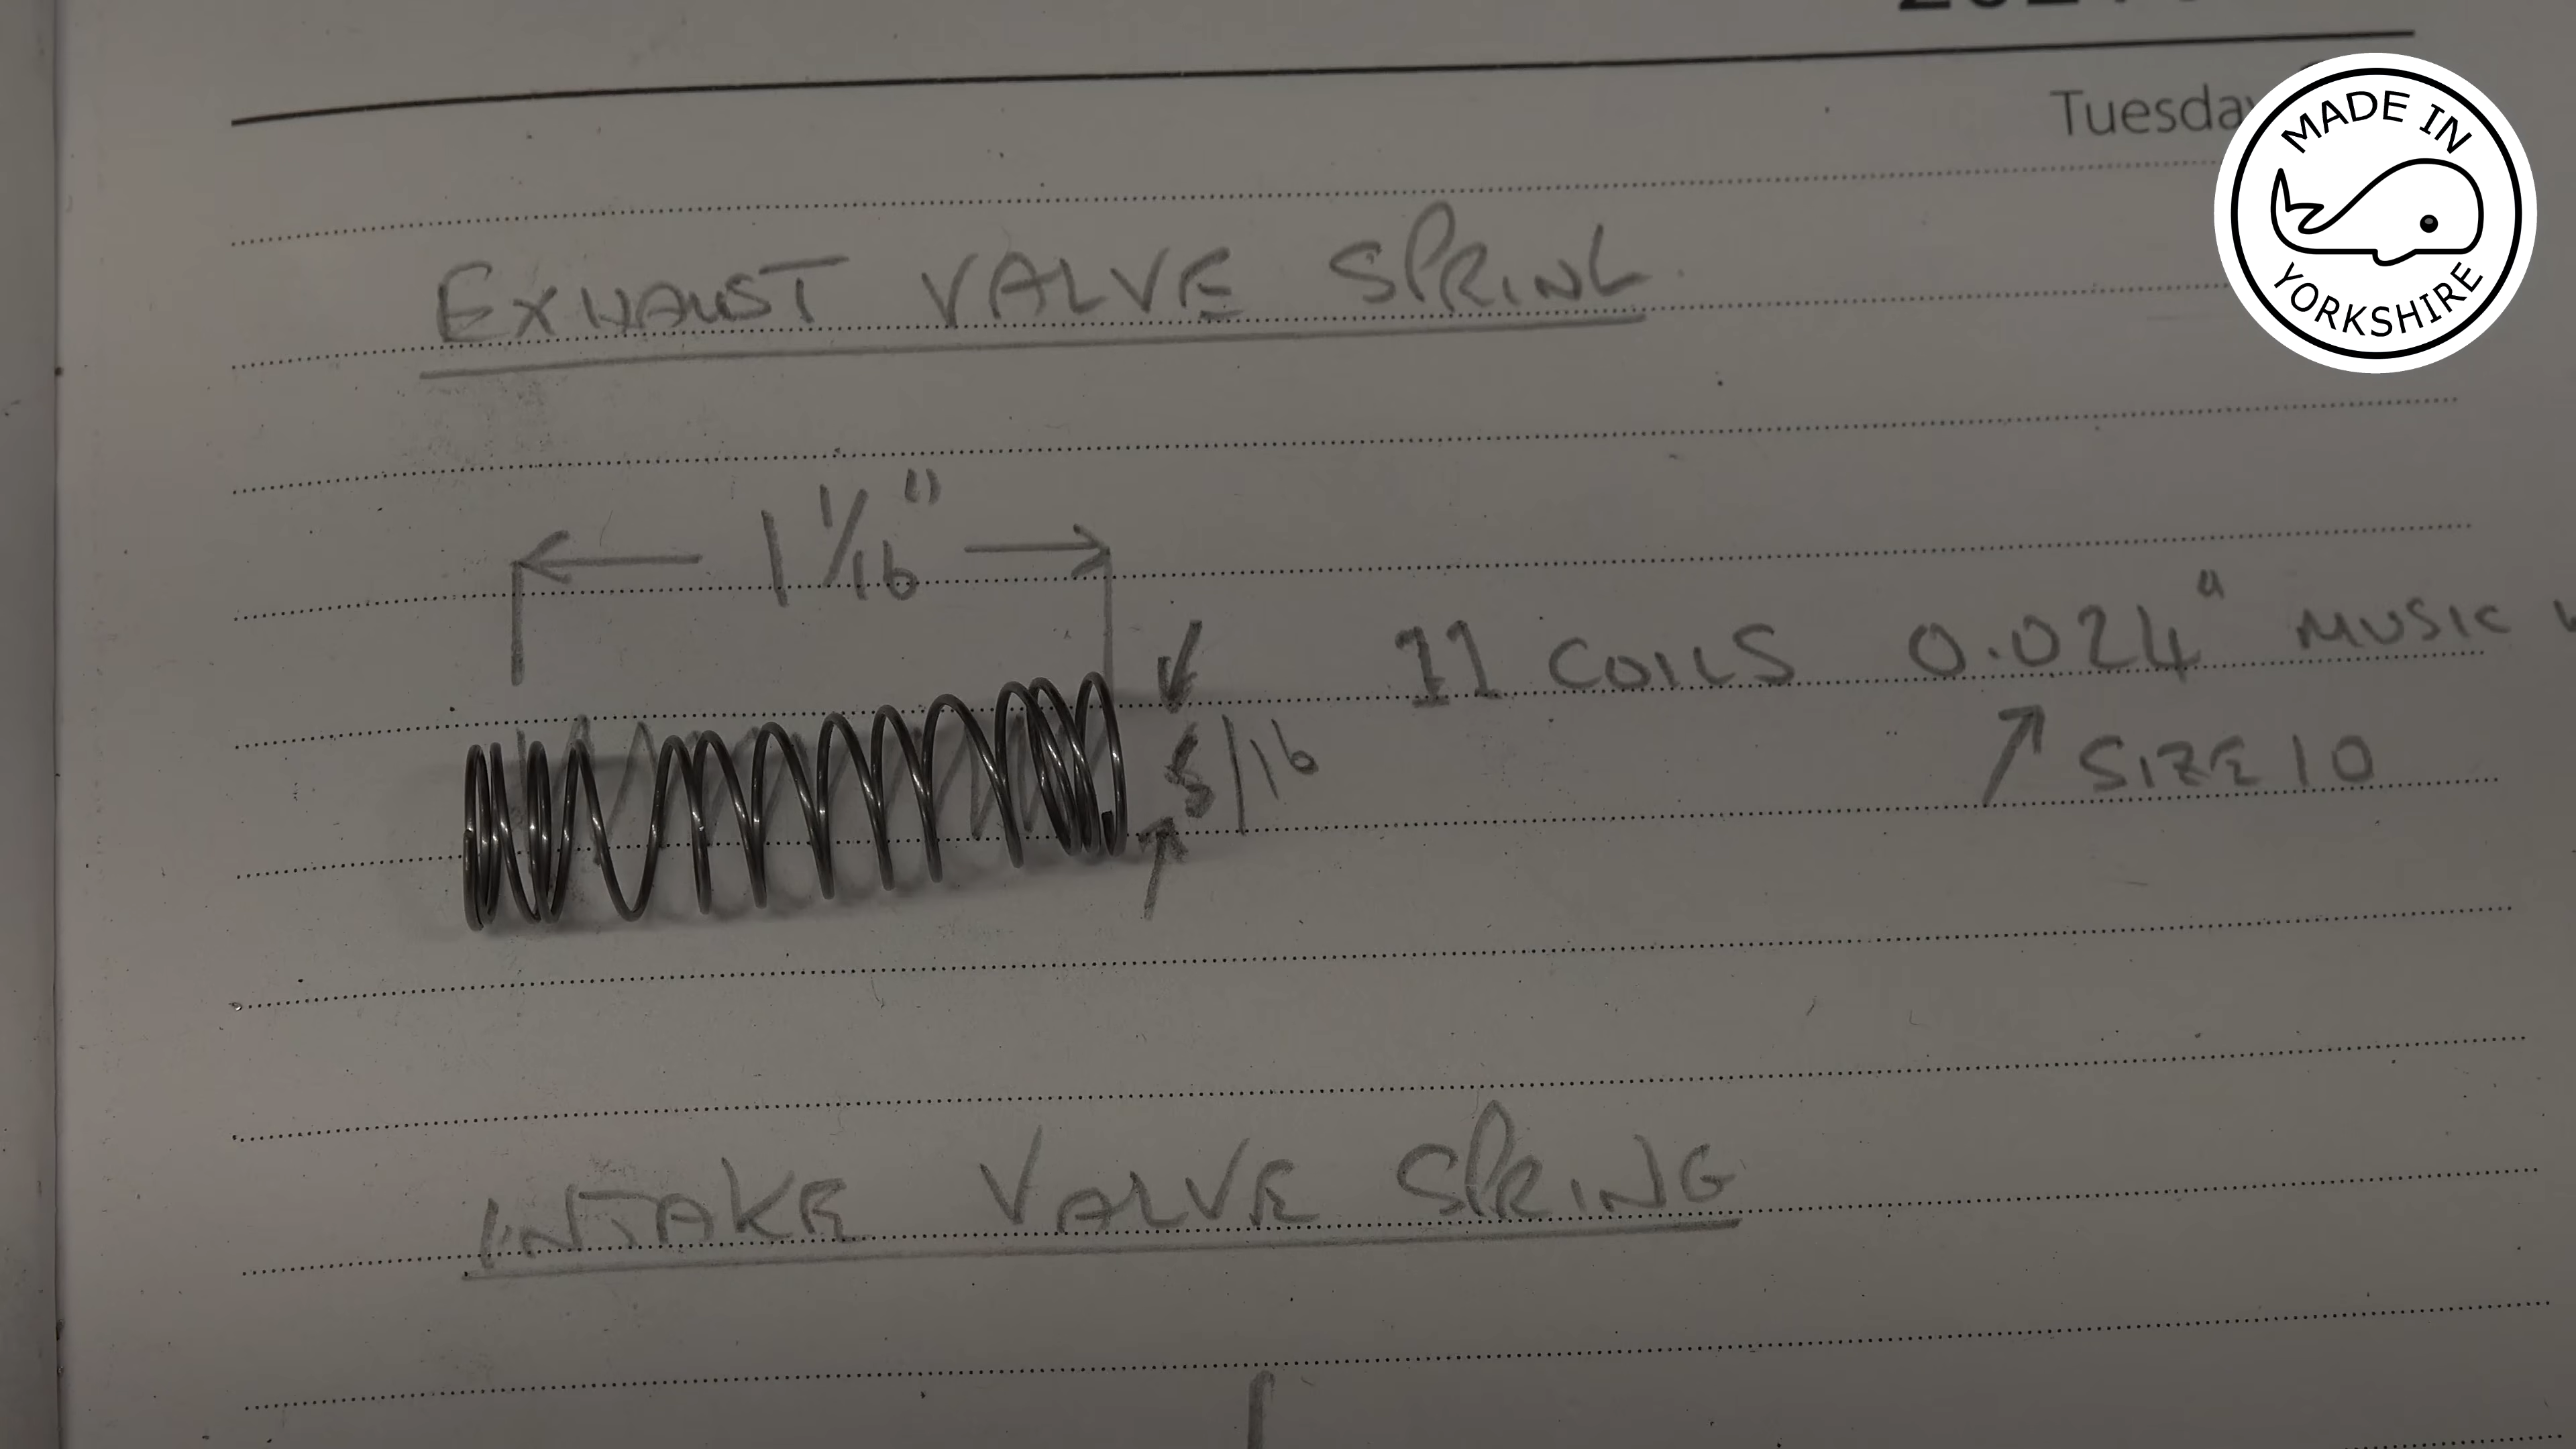 Tuesday
MADE IN
YORKSHIRE
EXHAUST VALVE SPRING
1 1/16"
11 COILS 0.024" MUSIC
5/16
SIZE 10
INTAKE VALVE SPRING